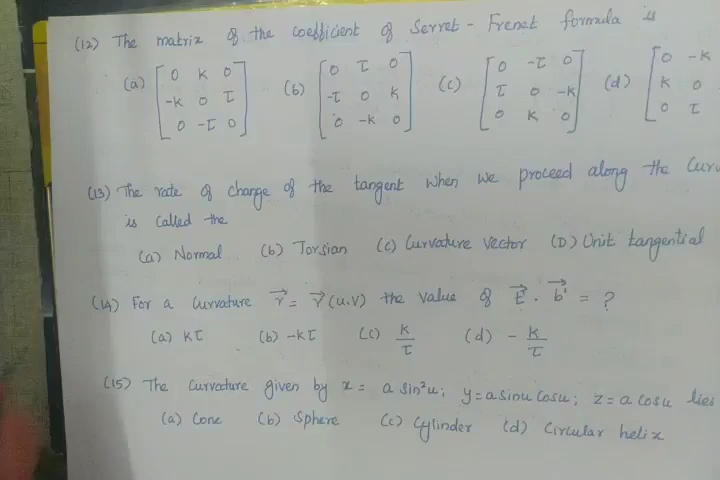 (12) The matrix of the coefficient of Serret - Frenet formula is
(a) [0 K 0 (b) [0 τ 0 (c) [0 -τ 0 (d) [0 -K
-K 0 τ -τ 0 K τ 0 -K K 0
0 -τ 0] 0 -K 0] 0 K 0] 0 τ
(13) The rate of change of the tangent when we proceed along the Curv
is called the
(a) Normal (b) Torsian (c) Curvature vector (D) Unit tangential
(14) For a curvature r⃗ = r⃗(u.v) the value of t⃗'. b⃗' = ?
(a) Kτ (b) -Kτ (c) K/τ (d) - K/τ
(15) The curvature given by x = a sin²u; y=a sinu cosu; z=a cosu lies
(a) Cone (b) Sphere (c) Cylinder (d) Circular helix